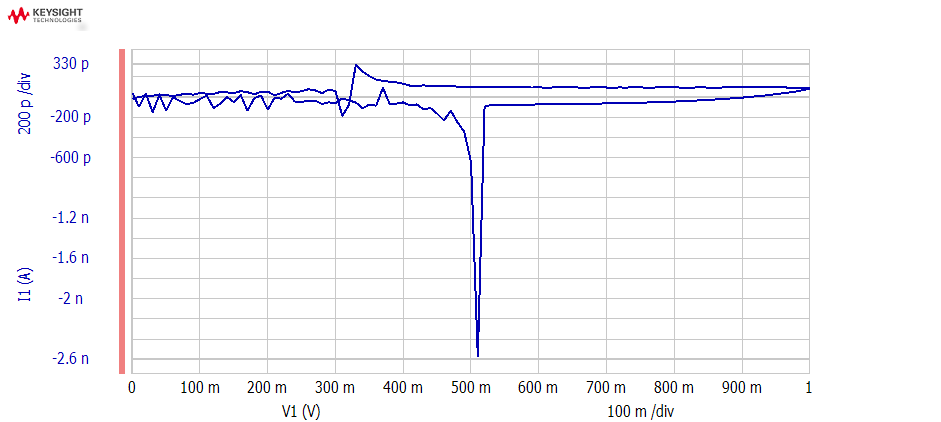 KEYSIGHT
TECHNOLOGIES
200 p /div
I1 (A)
330 p
-200 p
-600 p
-1.2 n
-1.6 n
-2 n
-2.6 n
0 100 m 200 m 300 m 400 m 500 m 600 m 700 m 800 m 900 m 1
V1 (V) 100 m /div